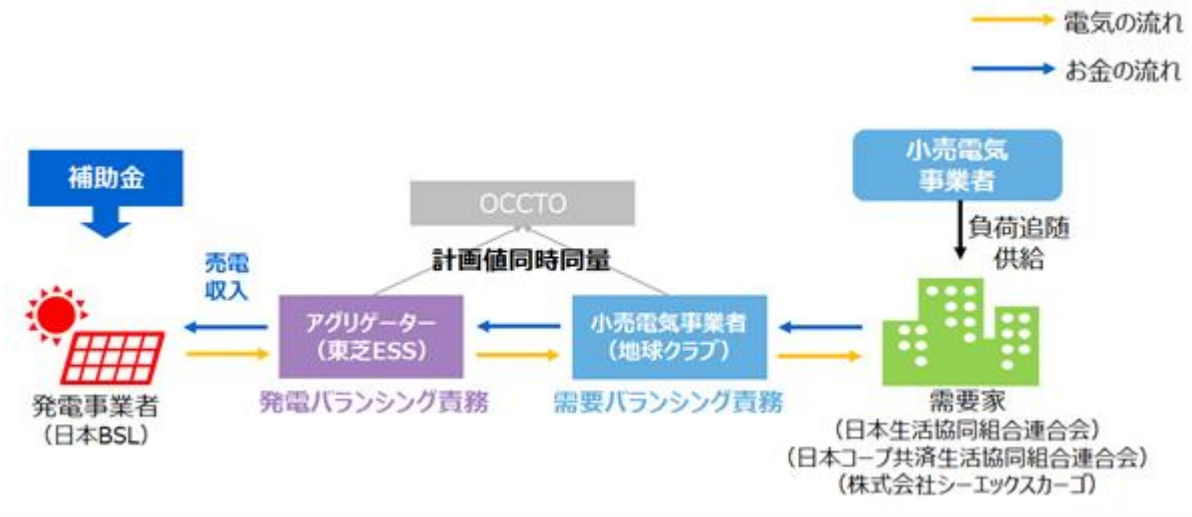 電気の流れ
お金の流れ
補助金
OCCTO
小売電気
事業者
計画値同時同量
負荷追随
供給
売電
収入
アグリゲーター
（東芝ESS）
小売電気事業者
（地球クラブ）
発電バランシング責務
需要バランシング責務
発電事業者
（日本BSL）
需要家
（日本生活協同組合連合会）
（日本コープ共済生活協同組合連合会）
（株式会社シーエックスカーゴ）